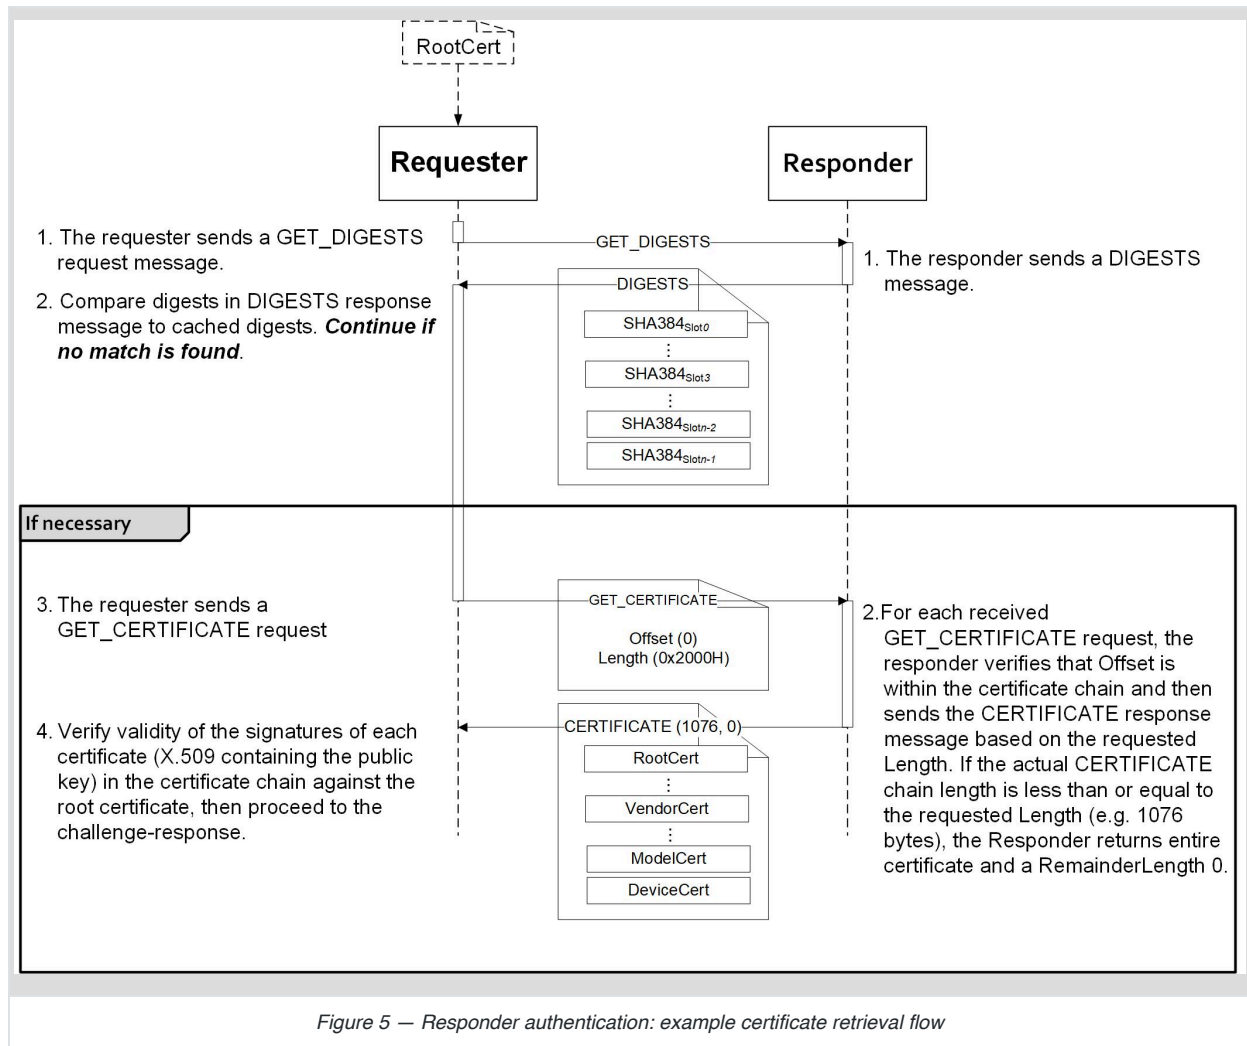 RootCert
Requester
Responder
1. The requester sends a GET_DIGESTS
request message.
GET_DIGESTS
1. The responder sends a DIGESTS
message.
2. Compare digests in DIGESTS response
message to cached digests. Continue if
no match is found.
DIGESTS
SHA384Slot0
⋮
SHA384Slot3
⋮
SHA384Slotn-2
SHA384Slotn-1
If necessary
3. The requester sends a
GET_CERTIFICATE request
GET_CERTIFICATE
Offset (0)
Length (0x2000H)
2.For each received
GET_CERTIFICATE request, the
responder verifies that Offset is
within the certificate chain and then
sends the CERTIFICATE response
message based on the requested
Length. If the actual CERTIFICATE
chain length is less than or equal to
the requested Length (e.g. 1076
bytes), the Responder returns entire
certificate and a RemainderLength 0.
4. Verify validity of the signatures of each
certificate (X.509 containing the public
key) in the certificate chain against the
root certificate, then proceed to the
challenge-response.
CERTIFICATE (1076, 0)
RootCert
⋮
VendorCert
⋮
ModelCert
DeviceCert
Figure 5 — Responder authentication: example certificate retrieval flow